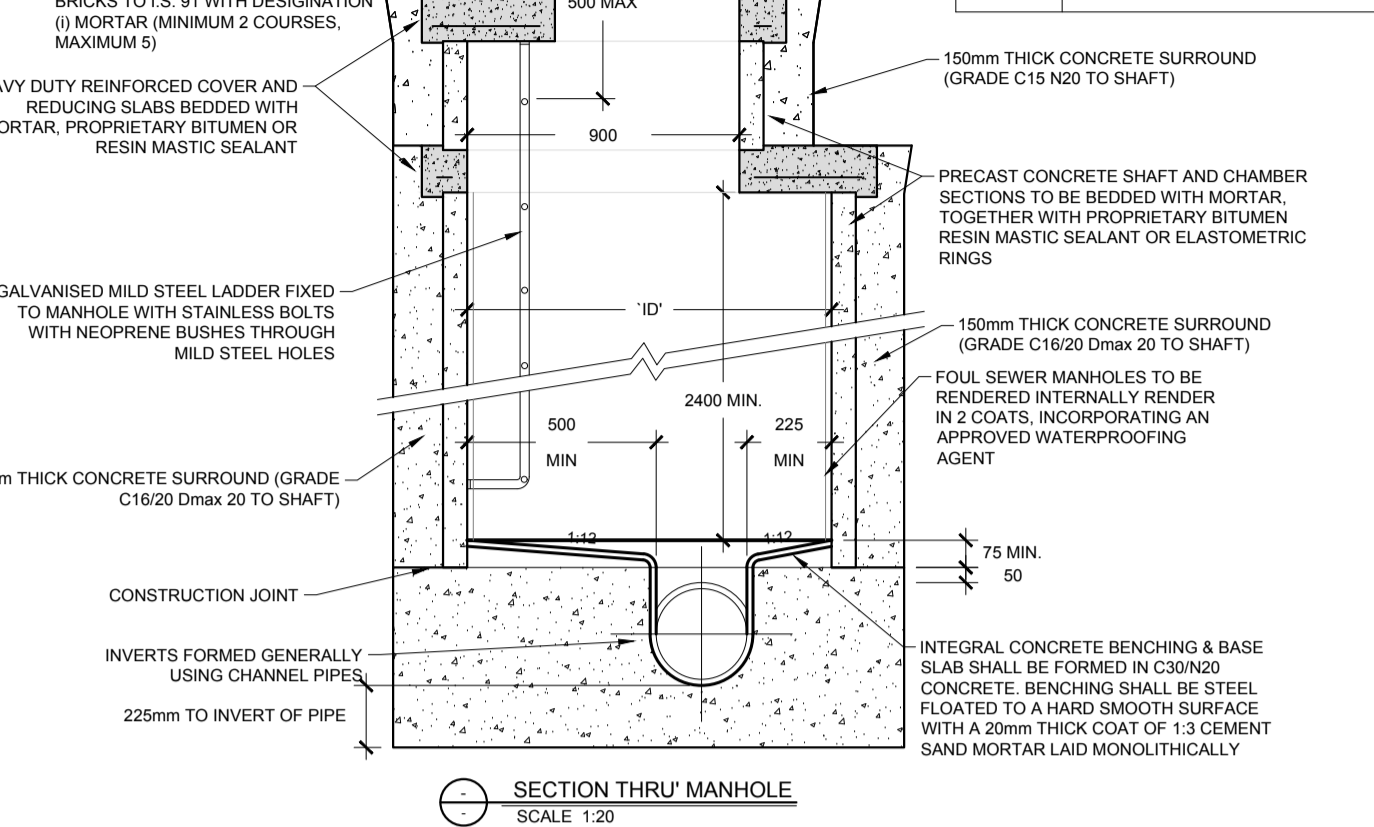 BRICKS TO I.S. 91 WITH DESIGINATION
(i) MORTAR (MINIMUM 2 COURSES,
MAXIMUM 5)
500 MAX
150mm THICK CONCRETE SURROUND
(GRADE C15 N20 TO SHAFT)
AVY DUTY REINFORCED COVER AND
REDUCING SLABS BEDDED WITH
ORTAR, PROPRIETARY BITUMEN OR
RESIN MASTIC SEALANT
900
PRECAST CONCRETE SHAFT AND CHAMBER
SECTIONS TO BE BEDDED WITH MORTAR,
TOGETHER WITH PROPRIETARY BITUMEN
RESIN MASTIC SEALANT OR ELASTOMETRIC
RINGS
GALVANISED MILD STEEL LADDER FIXED
TO MANHOLE WITH STAINLESS BOLTS
WITH NEOPRENE BUSHES THROUGH
MILD STEEL HOLES
`ID'
150mm THICK CONCRETE SURROUND
(GRADE C16/20 Dmax 20 TO SHAFT)
FOUL SEWER MANHOLES TO BE
RENDERED INTERNALLY RENDER
IN 2 COATS, INCORPORATING AN
APPROVED WATERPROOFING
AGENT
2400 MIN.
500
MIN
225
MIN
m THICK CONCRETE SURROUND (GRADE
C16/20 Dmax 20 TO SHAFT)
1:12
1:12
75 MIN.
50
CONSTRUCTION JOINT
INVERTS FORMED GENERALLY
USING CHANNEL PIPES
225mm TO INVERT OF PIPE
INTEGRAL CONCRETE BENCHING & BASE
SLAB SHALL BE FORMED IN C30/N20
CONCRETE. BENCHING SHALL BE STEEL
FLOATED TO A HARD SMOOTH SURFACE
WITH A 20mm THICK COAT OF 1:3 CEMENT
SAND MORTAR LAID MONOLITHICALLY
-
-
SECTION THRU' MANHOLE
SCALE 1:20